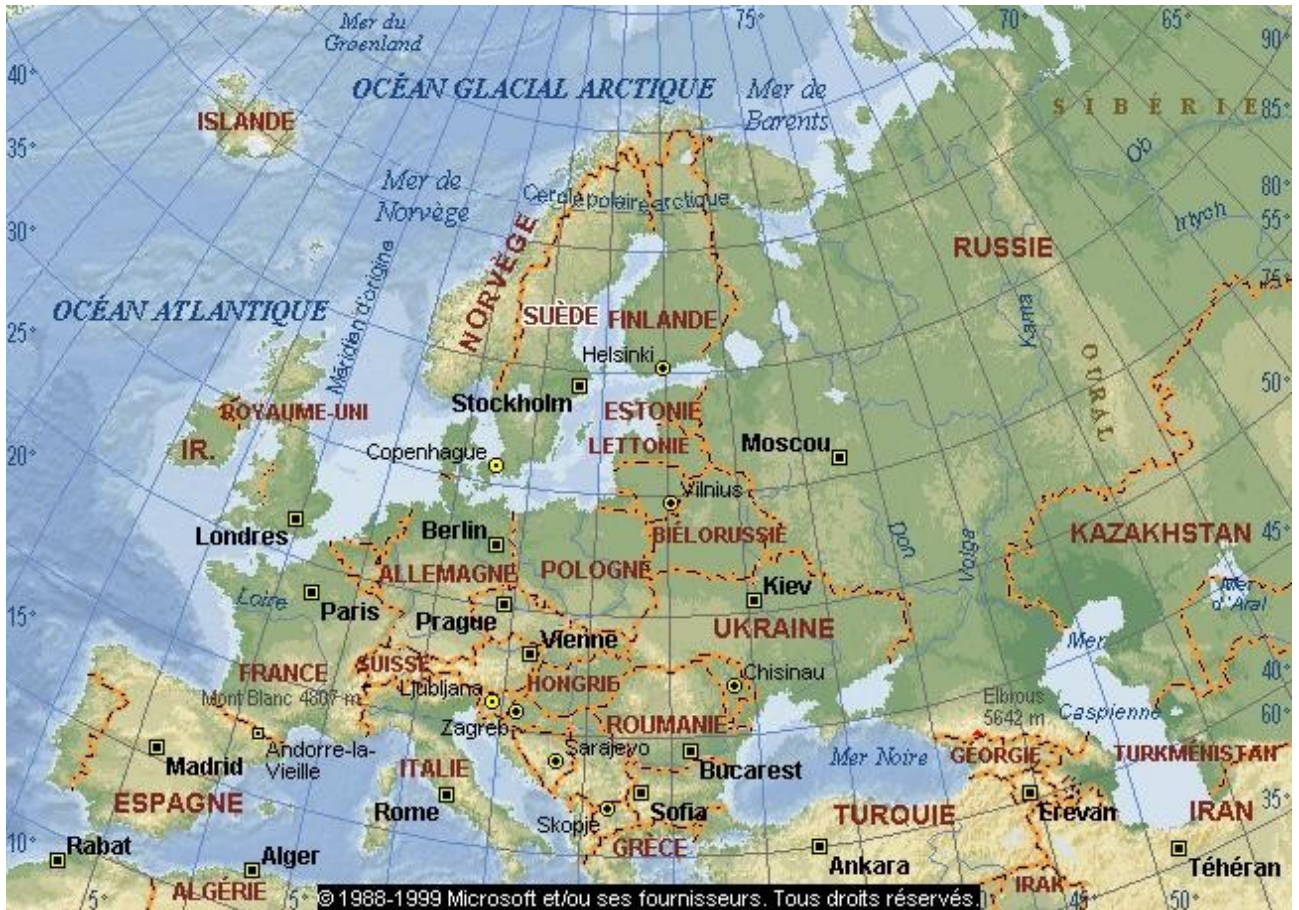 75°
70°
65°
90°
Mer du
Groenland
40°
OCÉAN GLACIAL ARCTIQUE
Mer de
Barents
SIBÉRIE
85°
ISLANDE
35°
Ob
Mer de
Norvège
Cercle polaire arctique
80°
55°
Irtych
30°
NORVÈGE
RUSSIE
75°
Méridien d'origine
OCÉAN ATLANTIQUE
SUÈDE
FINLANDE
Kama
25°
Helsinki
OURAL
50°
Stockholm
ESTONIE
ROYAUME-UNI
IR.
LETTONIE
Moscou
20°
Copenhague
Vilnius
Londres
Berlin
BIÉLORUSSIE
Don
Volga
KAZAKHSTAN
45°
ALLEMAGNE
POLOGNE
Mer
d'Aral
Loire
Paris
Prague
Kiev
15°
Vienne
UKRAINE
Mer
Caspienne
40°
FRANCE
SUISSE
Mont Blanc 4807 m
Ljubljana
HONGRIE
Chisinau
Elbrous
5642 m
60°
Zagreb
ROUMANIE
Sarajevo
Mer Noire
GÉORGIE
TURKMÉNISTAN
Madrid
Andorre-la-
Vieille
ITALIE
Bucarest
ESPAGNE
Rome
Skopje
Sofia
TURQUIE
Erevan
IRAN
35°
10°
Rabat
Alger
GRÈCE
Ankara
Téhéran
5°
ALGÉRIE
0°
IRAK
40°
45°
50°
© 1988-1999 Microsoft et/ou ses fournisseurs. Tous droits réservés.